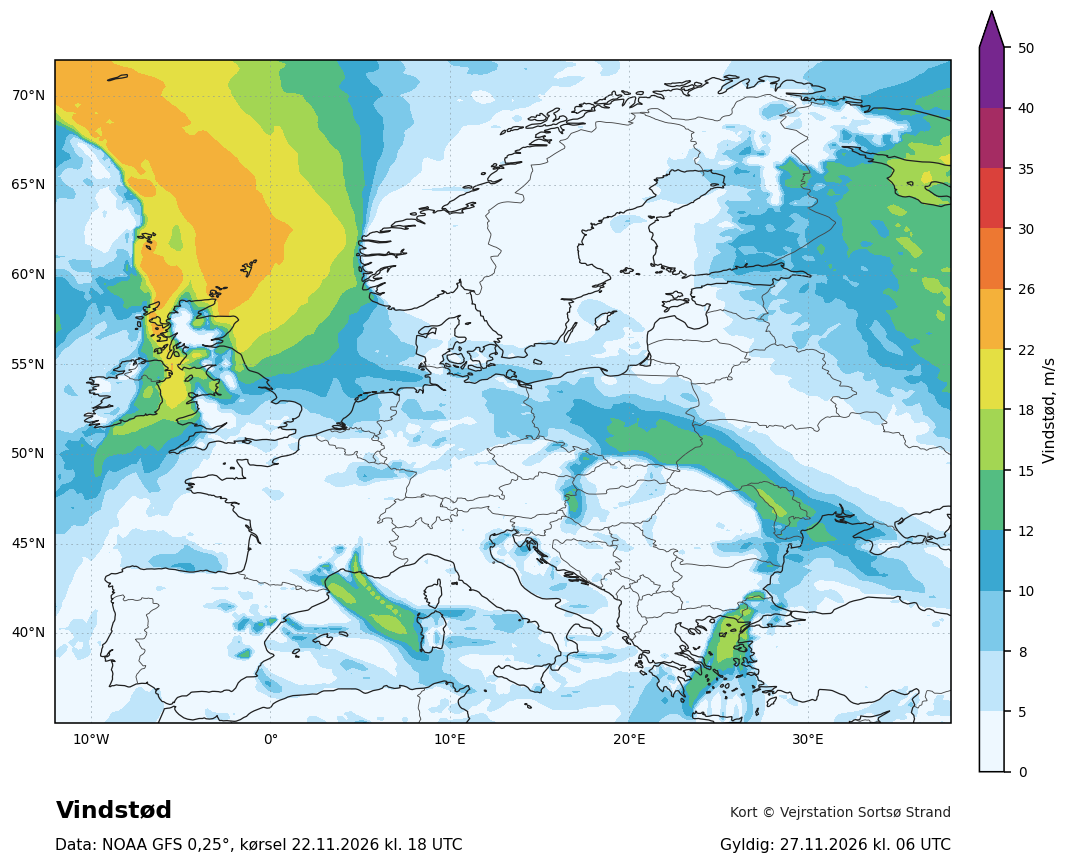 50
40
35
30
26
22
18
15
12
10
8
5
0
Vindstød, m/s
70°N
65°N
60°N
55°N
50°N
45°N
40°N
10°W
0°
10°E
20°E
30°E
Vindstød
Kort © Vejrstation Sortsø Strand
Data: NOAA GFS 0,25°, kørsel 22.11.2026 kl. 18 UTC
Gyldig: 27.11.2026 kl. 06 UTC